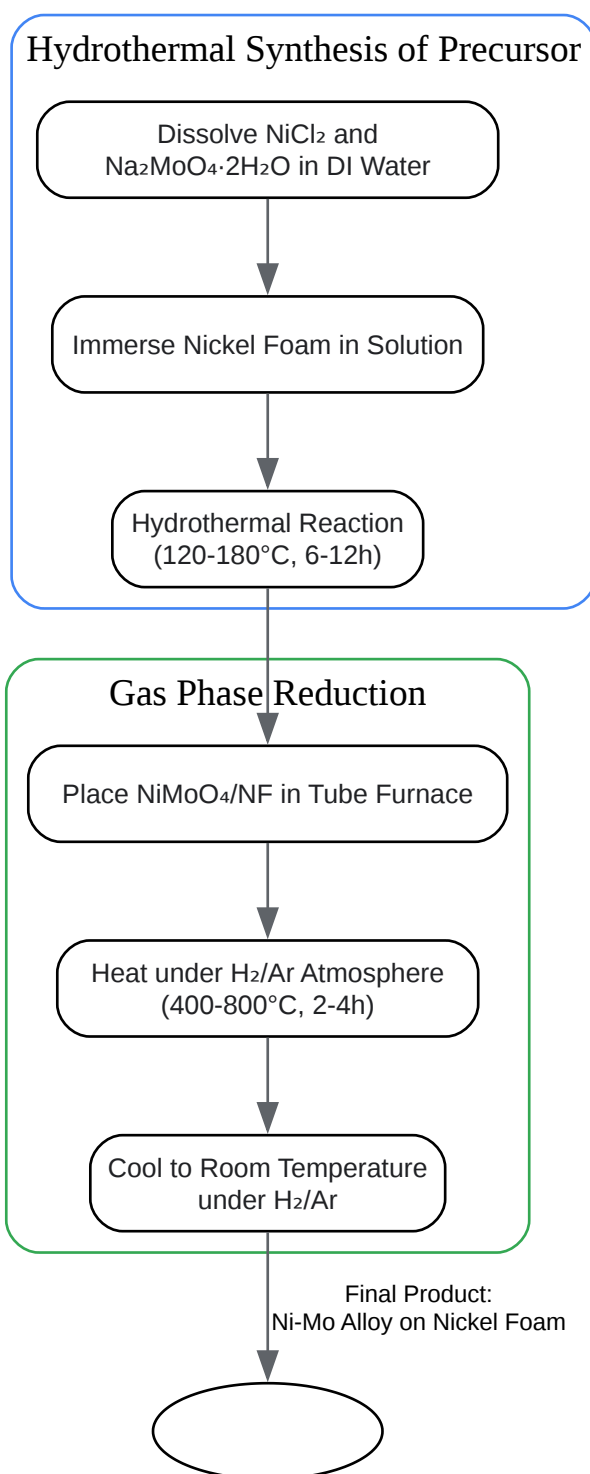 Hydrothermal Synthesis of Precursor
Dissolve NiCl₂ and
Na₂MoO₄·2H₂O in DI Water
Immerse Nickel Foam in Solution
Hydrothermal Reaction
(120-180°C, 6-12h)
Gas Phase Reduction
Place NiMoO₄/NF in Tube Furnace
Heat under H₂/Ar Atmosphere
(400-800°C, 2-4h)
Cool to Room Temperature
under H₂/Ar
Final Product:
Ni-Mo Alloy on Nickel Foam